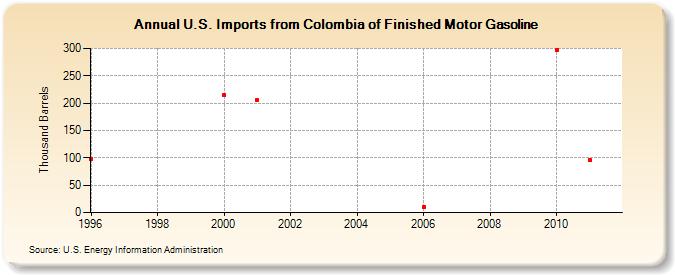 Annual U.S. Imports from Colombia of Finished Motor Gasoline
Thousand Barrels
300
250
200
150
100
50
0
1996 1998 2000 2002 2004 2006 2008 2010
Source: U.S. Energy Information Administration